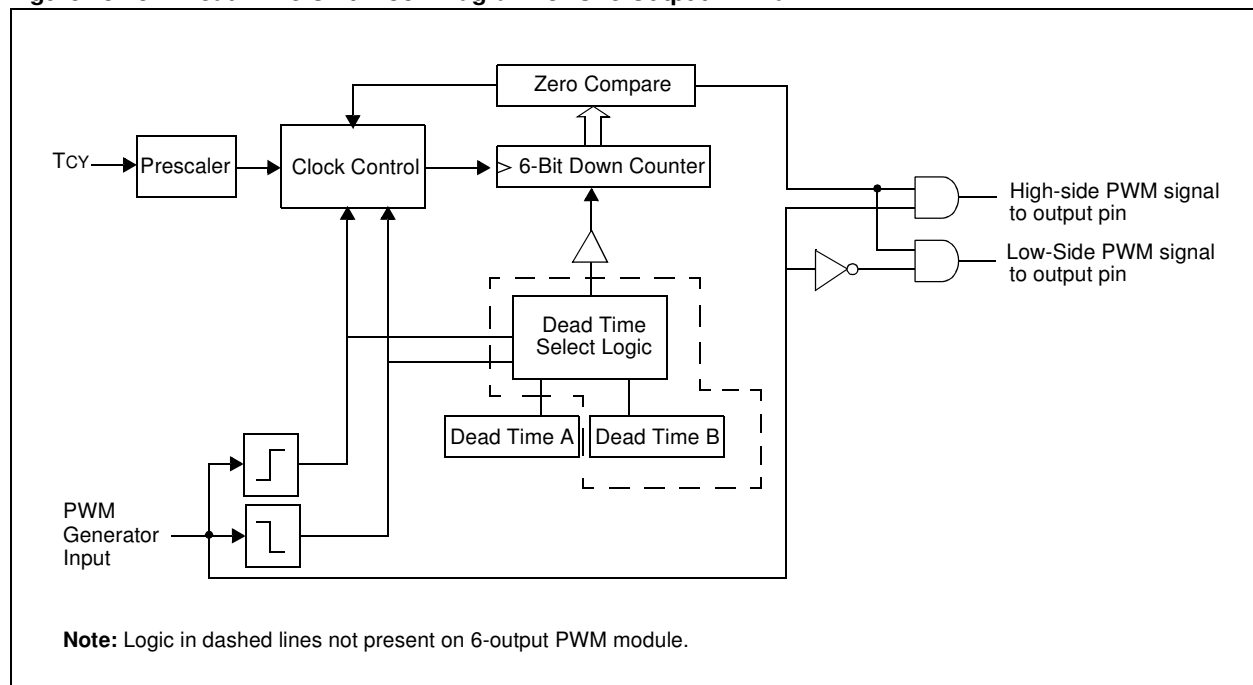 Zero Compare
TCY
Prescaler
Clock Control
6-Bit Down Counter
High-side PWM signal
to output pin
Low-Side PWM signal
to output pin
Dead Time
Select Logic
Dead Time A
Dead Time B
PWM
Generator
Input
Note: Logic in dashed lines not present on 6-output PWM module.